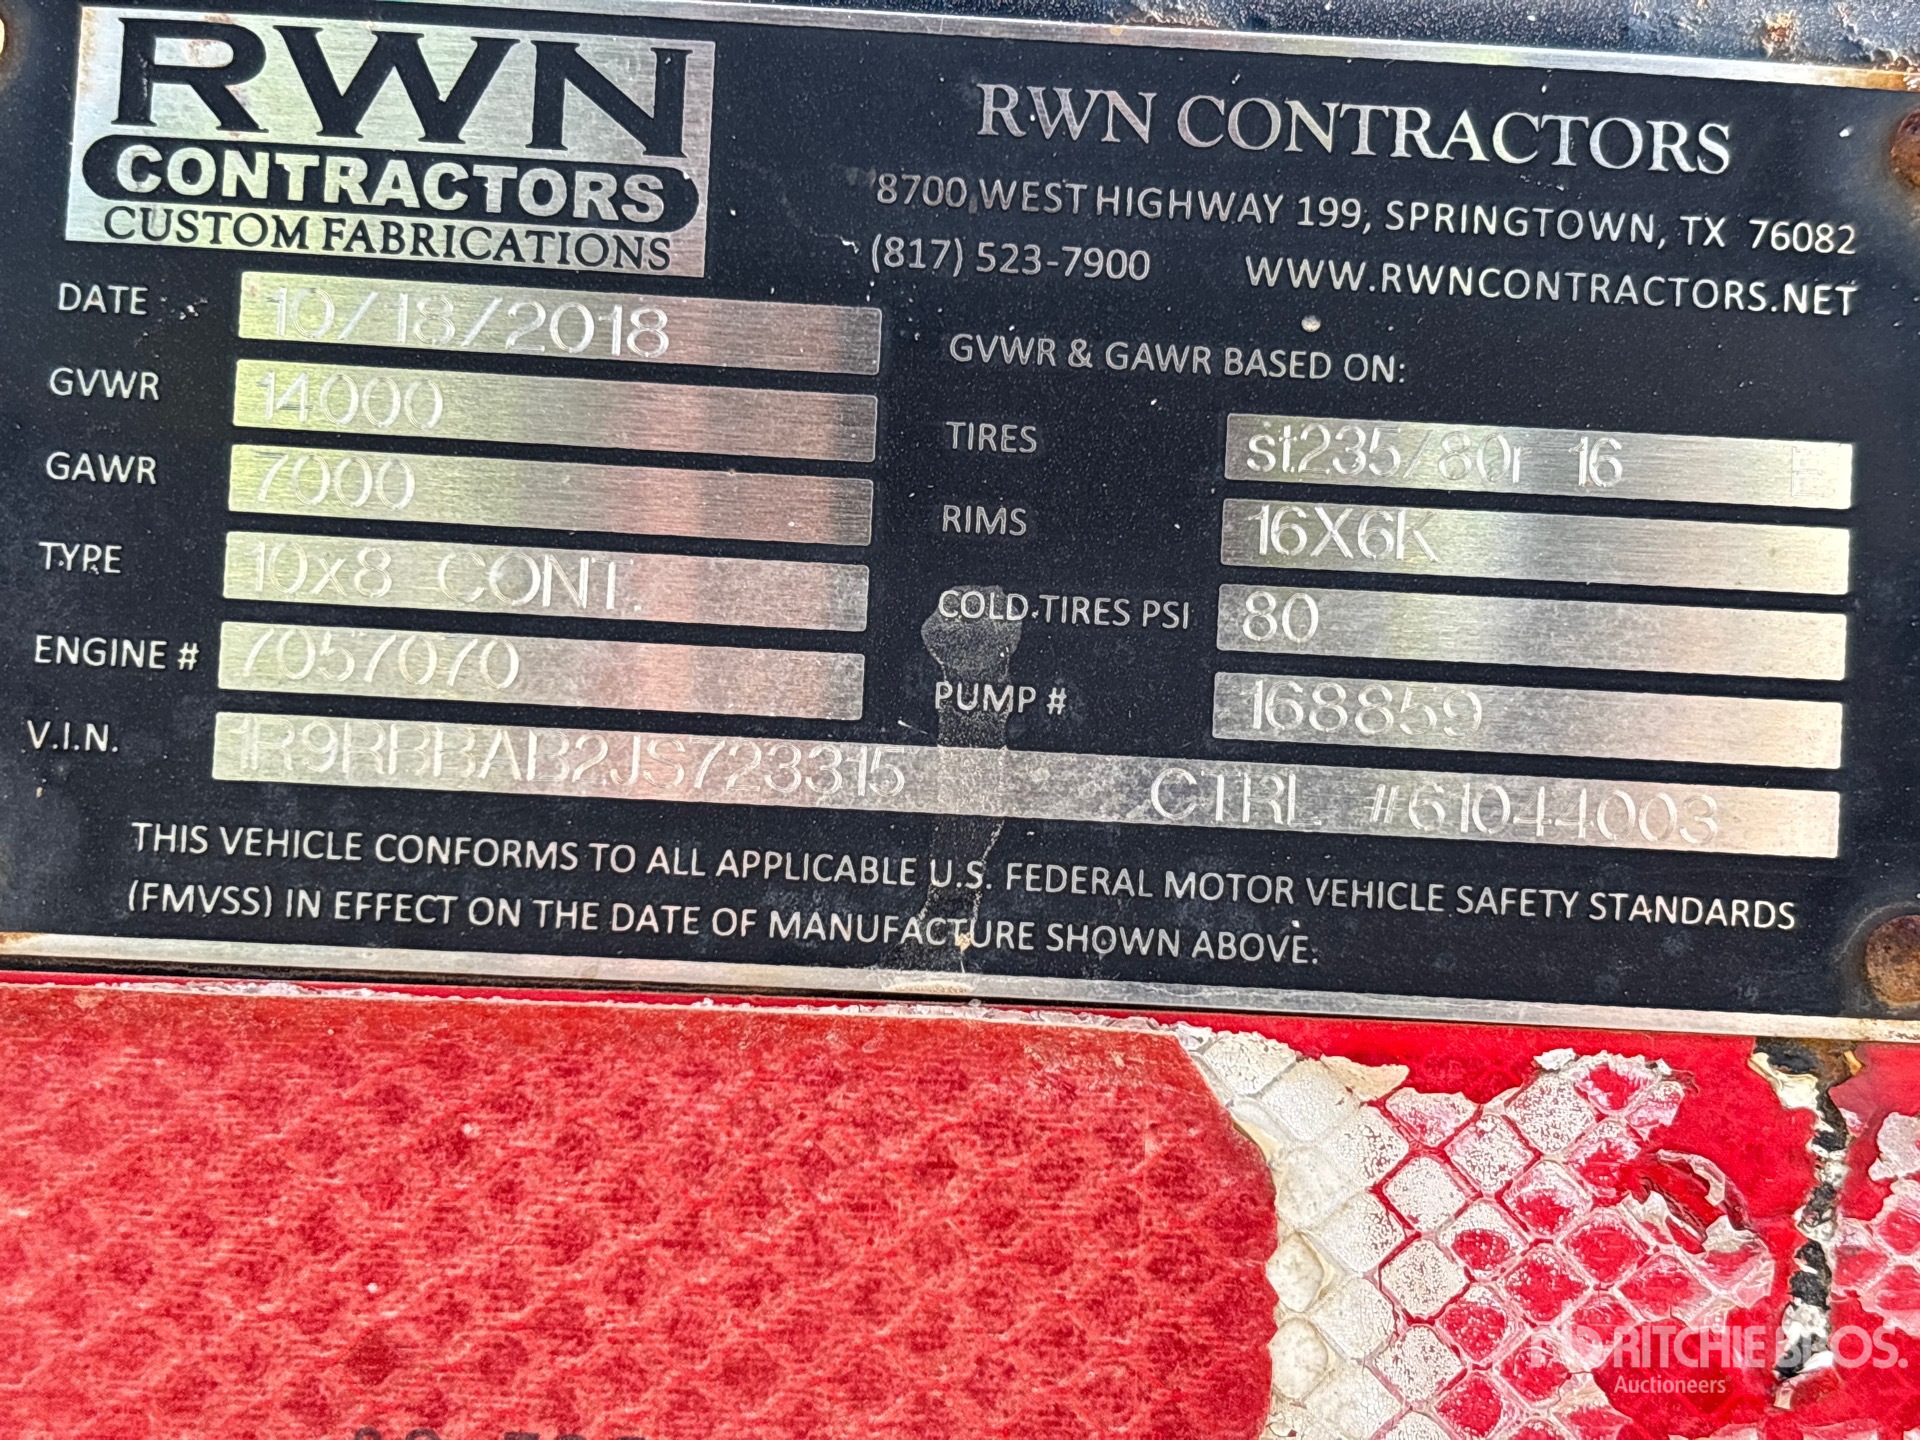 RWN
CONTRACTORS
CUSTOM FABRICATIONS
RWN CONTRACTORS
8700 WEST HIGHWAY 199, SPRINGTOWN, TX 76082
(817) 523-7900 WWW.RWNCONTRACTORS.NET
DATE 10/18/2018
GVWR 14000
GAWR 7000
TYPE 10x8 CONT.
ENGINE # 7057070
GVWR & GAWR BASED ON:
TIRES st235/80r 16 E
RIMS 16X6K
COLD TIRES PSI 80
PUMP # 168859
V.I.N. 1R9RBBAB2JS723315 CTRL #61044003
THIS VEHICLE CONFORMS TO ALL APPLICABLE U.S. FEDERAL MOTOR VEHICLE SAFETY STANDARDS
(FMVSS) IN EFFECT ON THE DATE OF MANUFACTURE SHOWN ABOVE.
RITCHIE BROS.
Auctioneers